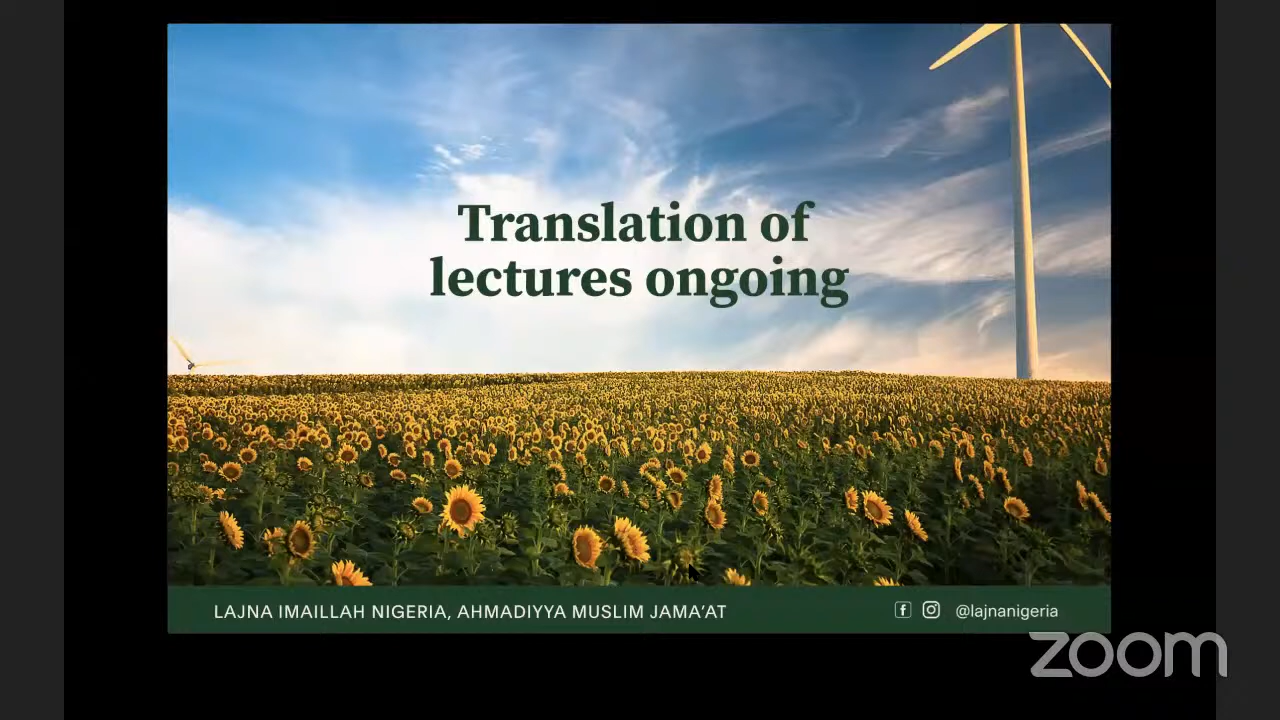 Translation of
lectures ongoing
LAJNA IMAILLAH NIGERIA, AHMADIYYA MUSLIM JAMA'AT
@lajnanigeria
zoom